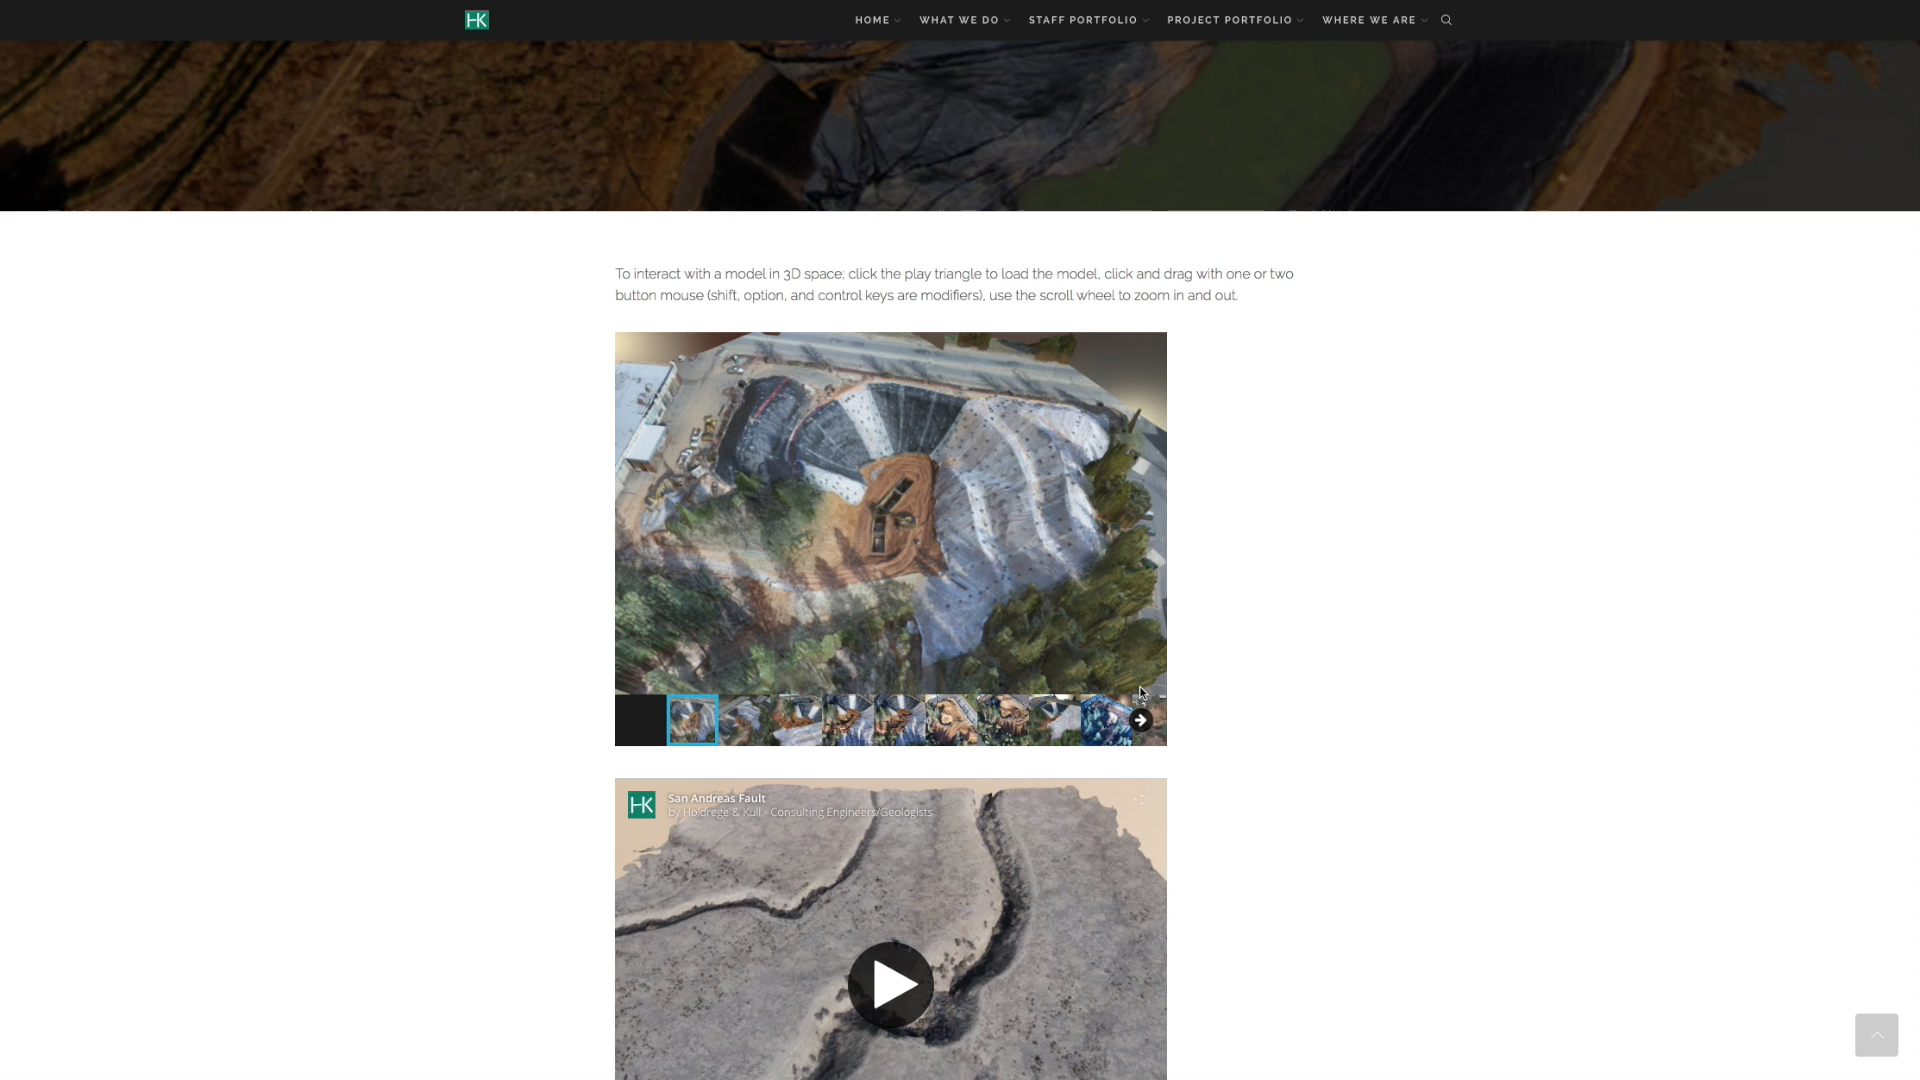 HK
HOME
WHAT WE DO
STAFF PORTFOLIO
PROJECT PORTFOLIO
WHERE WE ARE
To interact with a model in 3D space; click the play triangle to load the model, click and drag with one or two
button mouse (shift, option, and control keys are modifiers), use the scroll wheel to zoom in and out.
HK
San Andreas Fault
by Holdrege & Kull - Consulting Engineers/Geologists